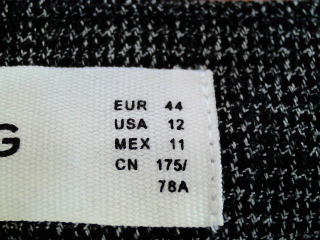 EUR 44
USA 12
MEX 11
CN 175/
78A
G